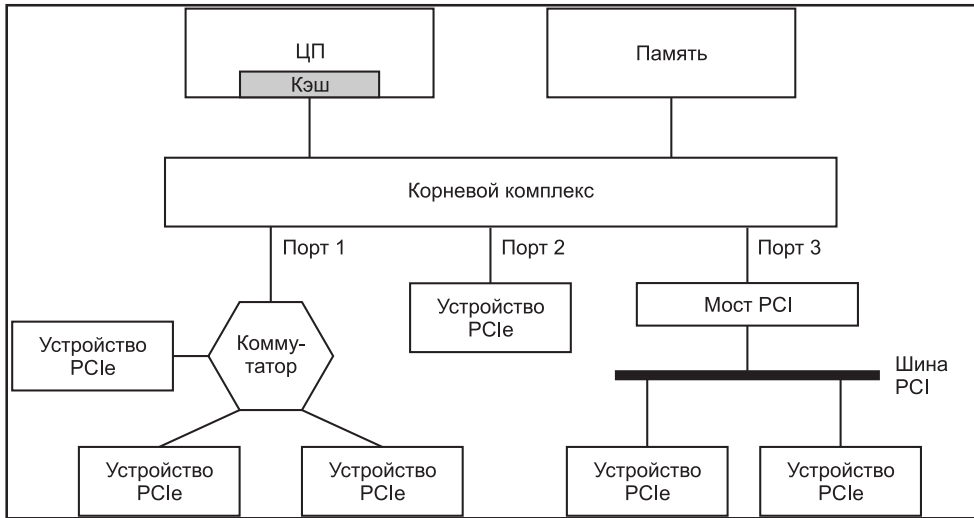 ЦП
Кэш
Память
Корневой комплекс
Порт 1
Порт 2
Порт 3
Устройство
PCIe
Комму-
татор
Устройство
PCIe
Мост PCI
Шина
PCI
Устройство
PCIe
Устройство
PCIe
Устройство
PCIe
Устройство
PCIe